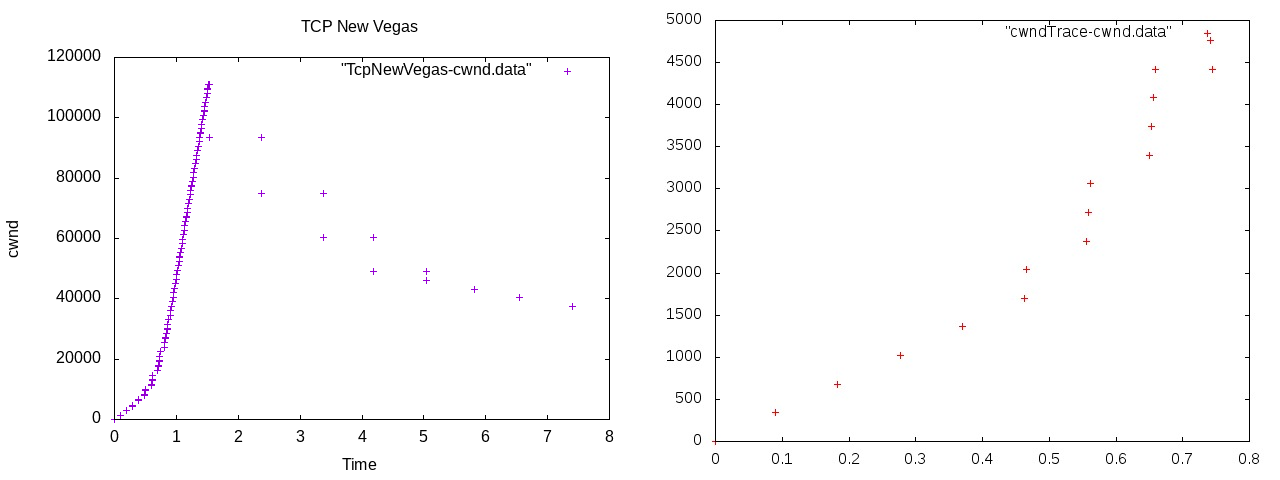 TCP New Vegas
"TcpNewVegas-cwnd.data"
120000
100000
80000
60000
40000
20000
0
cwnd
0 1 2 3 4 5 6 7 8
Time
"cwndTrace-cwnd.data"
5000
4500
4000
3500
3000
2500
2000
1500
1000
500
0
0 0.1 0.2 0.3 0.4 0.5 0.6 0.7 0.8